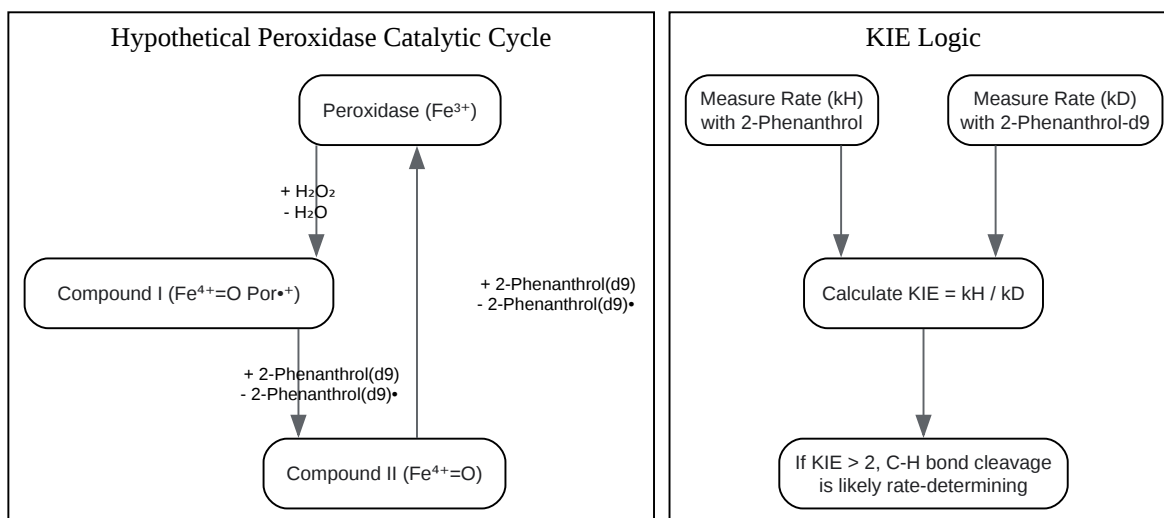 Hypothetical Peroxidase Catalytic Cycle
Peroxidase (Fe³⁺)
+ H₂O₂
- H₂O
Compound I (Fe⁴⁺=O Por•⁺)
+ 2-Phenanthrol(d9)
- 2-Phenanthrol(d9)•
+ 2-Phenanthrol(d9)
- 2-Phenanthrol(d9)•
Compound II (Fe⁴⁺=O)
KIE Logic
Measure Rate (kH)
with 2-Phenanthrol
Measure Rate (kD)
with 2-Phenanthrol-d9
Calculate KIE = kH / kD
If KIE > 2, C-H bond cleavage
is likely rate-determining